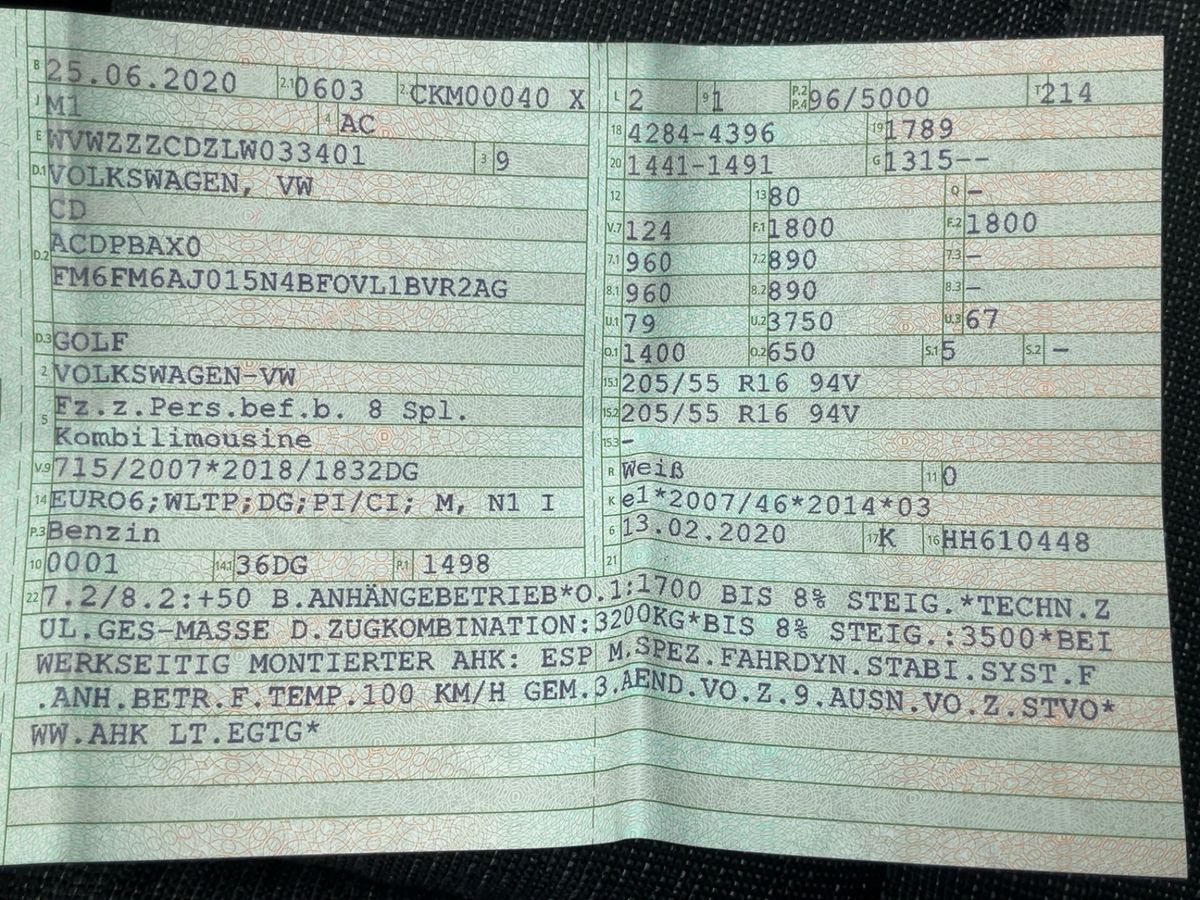 B 25.06.2020 2.1 0603 2.2 CKM00040 X
J M1 4 AC
E WVWZZZCDZLW033401 3 9
D.1 VOLKSWAGEN, VW
CD
D.2 ACDPBAX0
FM6FM6AJ015N4BFOVL1BVR2AG
D.3 GOLF
2 VOLKSWAGEN-VW
5 Fz.z.Pers.bef.b. 8 Spl.
Kombilimousine
V.9 715/2007*2018/1832DG
14 EURO6;WLTP;DG;PI/CI; M, N1 I
P.3 Benzin
10 0001 14.1 36DG P.1 1498
L 2 9 1 P.2 P.4 96/5000 T 214
18 4284-4396 19 1789
20 1441-1491 G 1315--
12 13 80 Q -
V.7 124 F.1 1800 F.2 1800
7.1 960 7.2 890 7.3 -
8.1 960 8.2 890 8.3 -
U.1 79 U.2 3750 U.3 67
O.1 1400 O.2 650 S.1 5 S.2 -
15.1 205/55 R16 94V
15.2 205/55 R16 94V
15.3 -
R Weiß 11 0
K e1*2007/46*2014*03
6 13.02.2020 17 K 16 HH610448
21
22 7.2/8.2:+50 B.ANHÄNGEBETRIEB*O.1:1700 BIS 8% STEIG.*TECHN.Z
UL.GES-MASSE D.ZUGKOMBINATION:3200KG*BIS 8% STEIG.:3500*BEI
WERKSEITIG MONTIERTER AHK: ESP M.SPEZ.FAHRDYN.STABI.SYST.F
.ANH.BETR.F.TEMP.100 KM/H GEM.3.AEND.VO.Z.9.AUSN.VO.Z.STVO*
WW.AHK LT.EGTG*